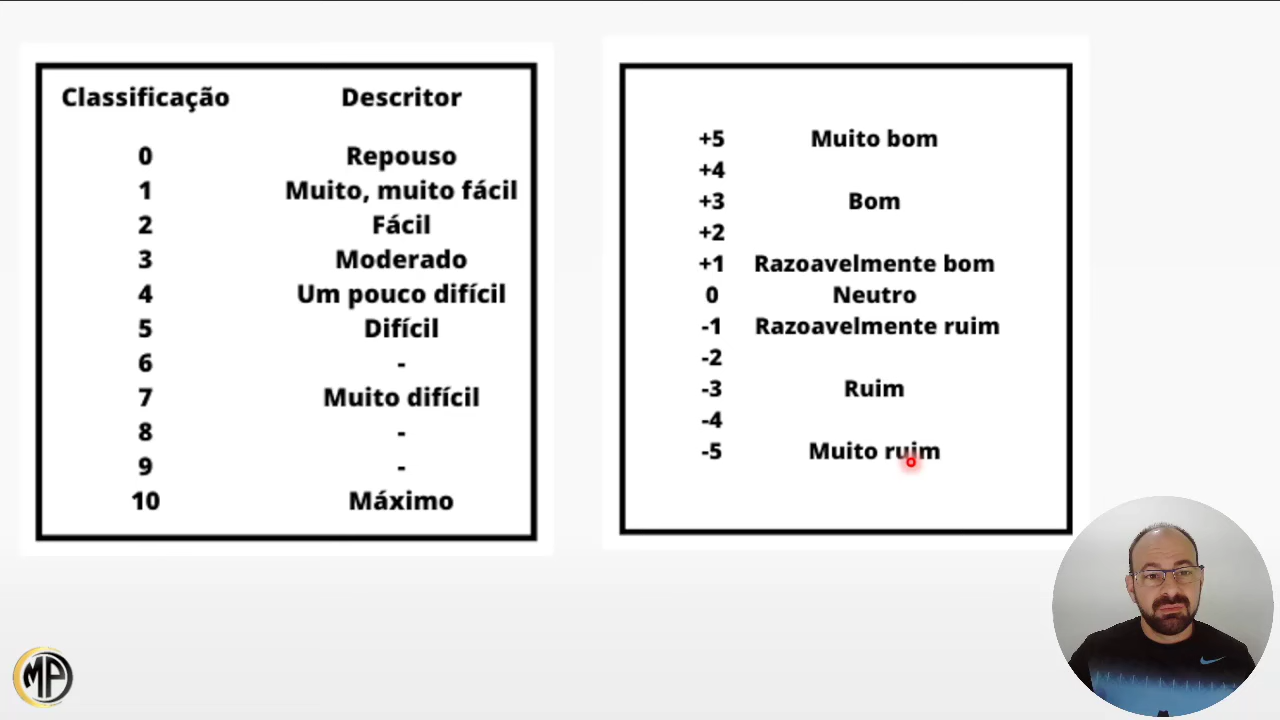 Classificação Descritor
0 Repouso
1 Muito, muito fácil
2 Fácil
3 Moderado
4 Um pouco difícil
5 Difícil
6 -
7 Muito difícil
8 -
9 -
10 Máximo
+5 Muito bom
+4
+3 Bom
+2
+1 Razoavelmente bom
0 Neutro
-1 Razoavelmente ruim
-2
-3 Ruim
-4
-5 Muito ruim
MP